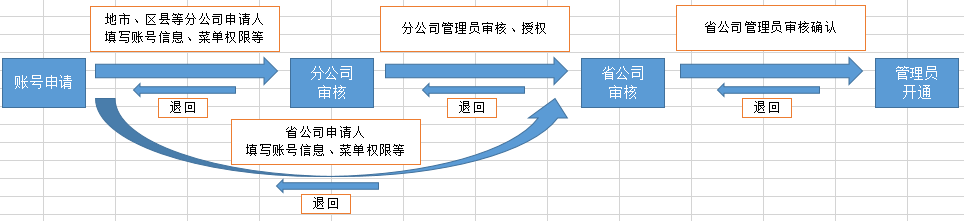 地市、区县等分公司申请人
填写账号信息、菜单权限等
分公司管理员审核、授权
省公司管理员审核确认
账号申请
分公司
审核
省公司
审核
管理员
开通
退回
退回
退回
省公司申请人
填写账号信息、菜单权限等
退回